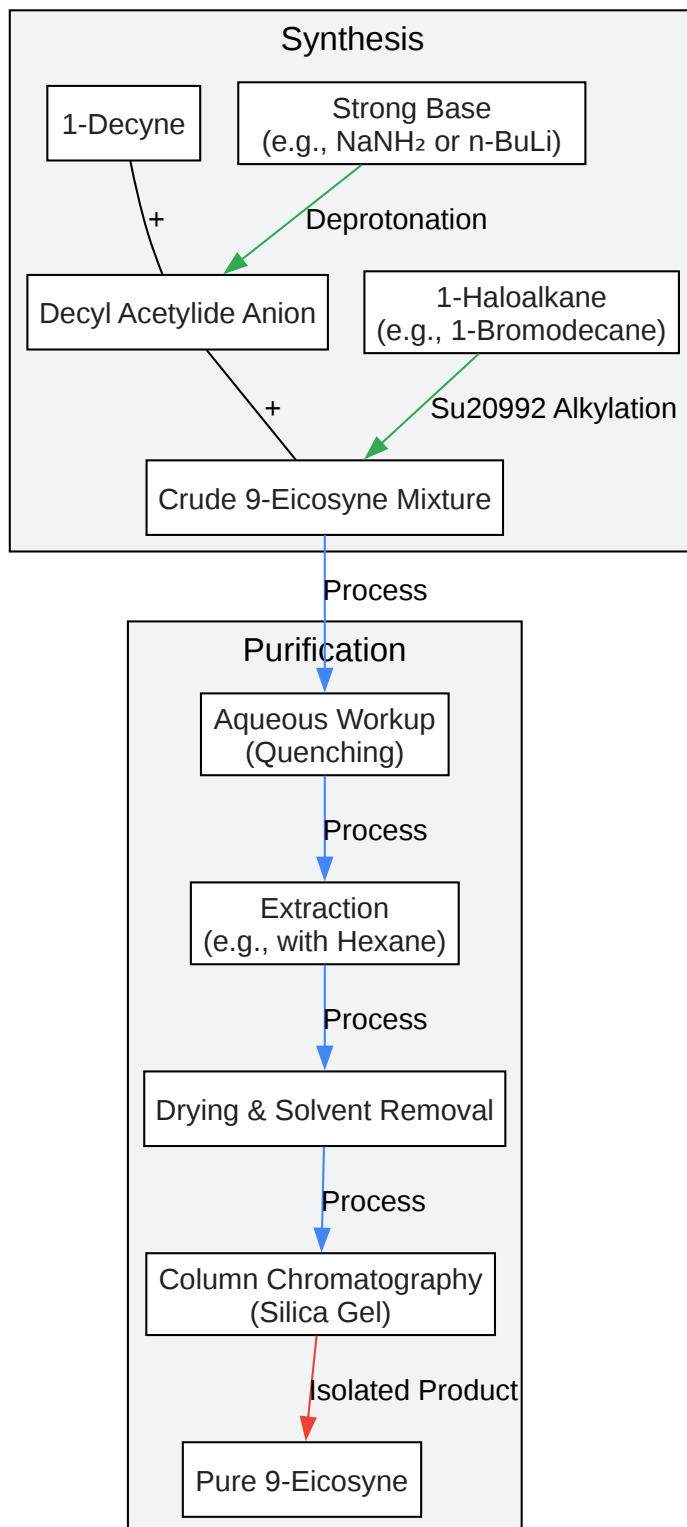 Synthesis
1-Decyne
Strong Base
(e.g., NaNH₂ or n-BuLi)
+
Deprotonation
Decyl Acetylide Anion
1-Haloalkane
(e.g., 1-Bromodecane)
+
Su20992 Alkylation
Crude 9-Eicosyne Mixture
Process
Purification
Aqueous Workup
(Quenching)
Process
Extraction
(e.g., with Hexane)
Process
Drying & Solvent Removal
Process
Column Chromatography
(Silica Gel)
Isolated Product
Pure 9-Eicosyne